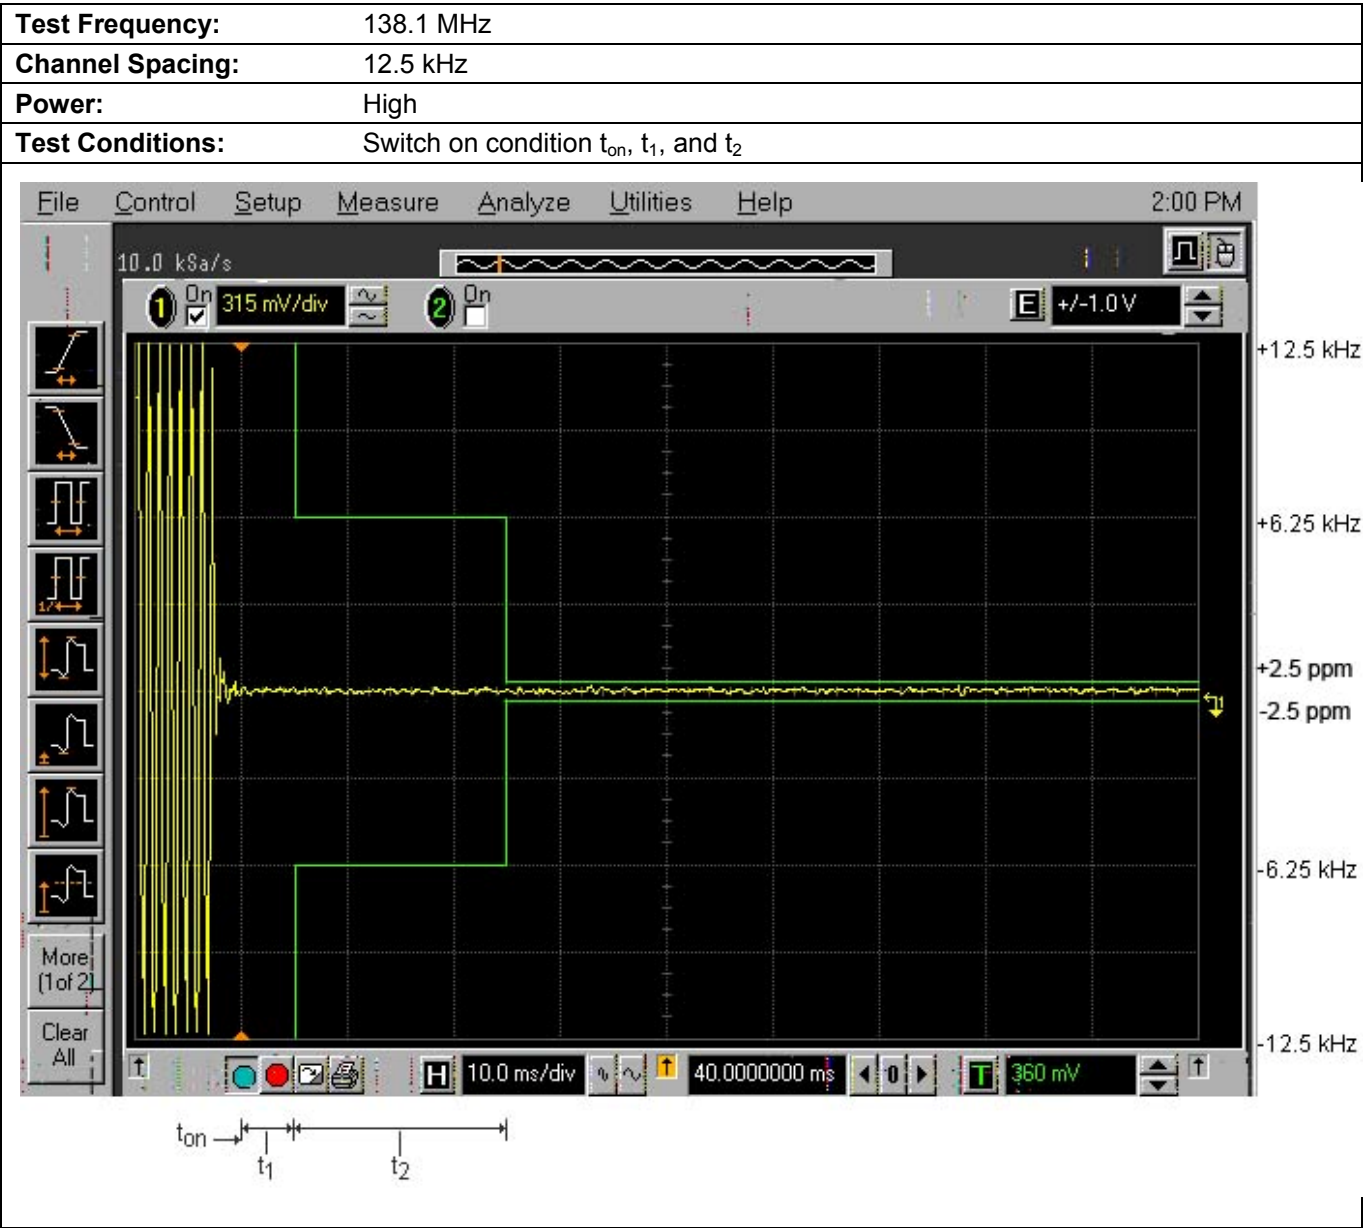 Test Frequency: 138.1 MHz
Channel Spacing: 12.5 kHz
Power: High
Test Conditions: Switch on condition ton, t1, and t2
File Control Setup Measure Analyze Utilities Help 2:00 PM
10.0 kSa/s
1 On 315 mV/div 2 On E +/-1.0 V
+12.5 kHz
+6.25 kHz
+2.5 ppm
-2.5 ppm
-6.25 kHz
-12.5 kHz
1/
More
(1of 2)
Clear
All
H 10.0 ms/div 40.0000000 ms 0 T 360 mV
ton
t1 t2